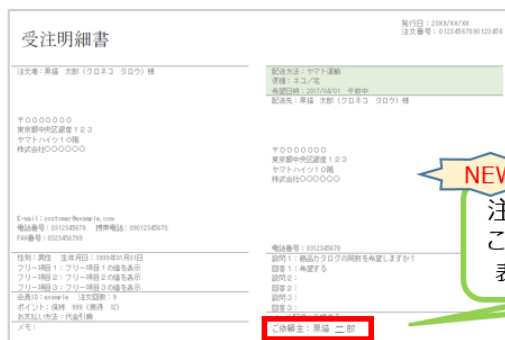 発行日：20XX/XX/XX
注文番号：01234567890123456
受注明細書
注文者：黒猫 太郎（クロネコ タロウ）様
〒0000000
東京都中央区銀座123
ヤマトハイツ10階
株式会社〇〇〇〇〇〇
E-mail：customer@example.com
電話番号：0312345678 携帯電話：09012345678
FAX番号：0323456789
性別：男性 生年月日：1999年01月01日
フリー項目1：フリー項目1の値を表示
フリー項目2：フリー項目2の値を表示
フリー項目3：フリー項目3の値を表示
会員ID：example 注文回数：9
ポイント：保持 999（獲得 12）
お支払い方法：代金引換
メモ：
配送方法：ヤマト運輸
便種：ネコ／宅
希望日時：2017/04/01 午前中
配送先：黒猫 太郎（クロネコ タロウ）様
〒0000000
東京都中央区銀座123
ヤマトハイツ10階
株式会社〇〇〇〇〇〇
電話番号：0312345678
設問1：商品カタログの同封を希望しますか？
回答1：希望する
設問2：
回答2：
設問3：
回答3：
ご依頼主：黒猫 二郎
NEW
注
こ
表